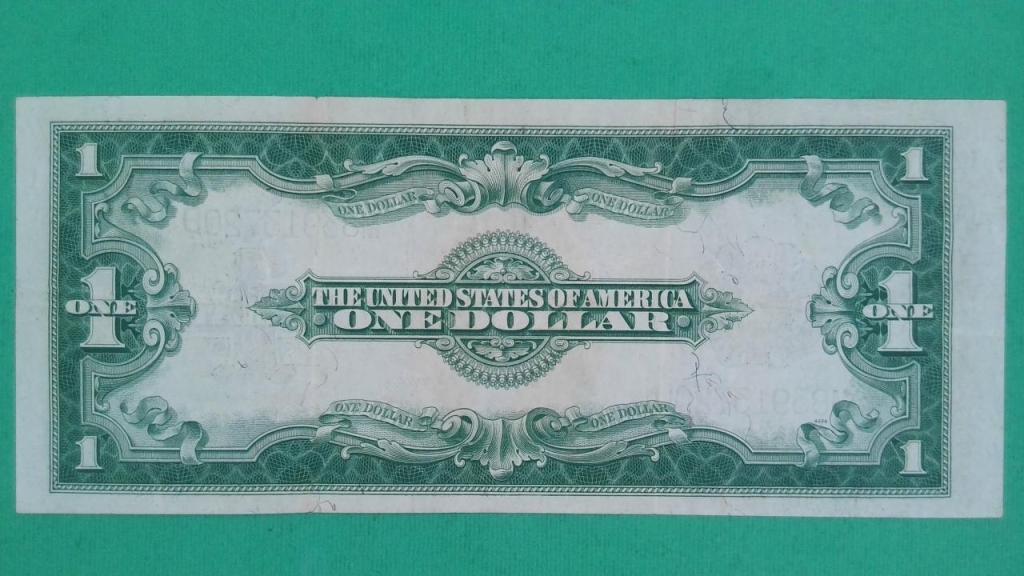 1 1
ONE DOLLAR ONE DOLLAR
THE UNITED STATES OF AMERICA
1 ONE 1 ONE
ONE DOLLAR
ONE DOLLAR ONE DOLLAR
1 1